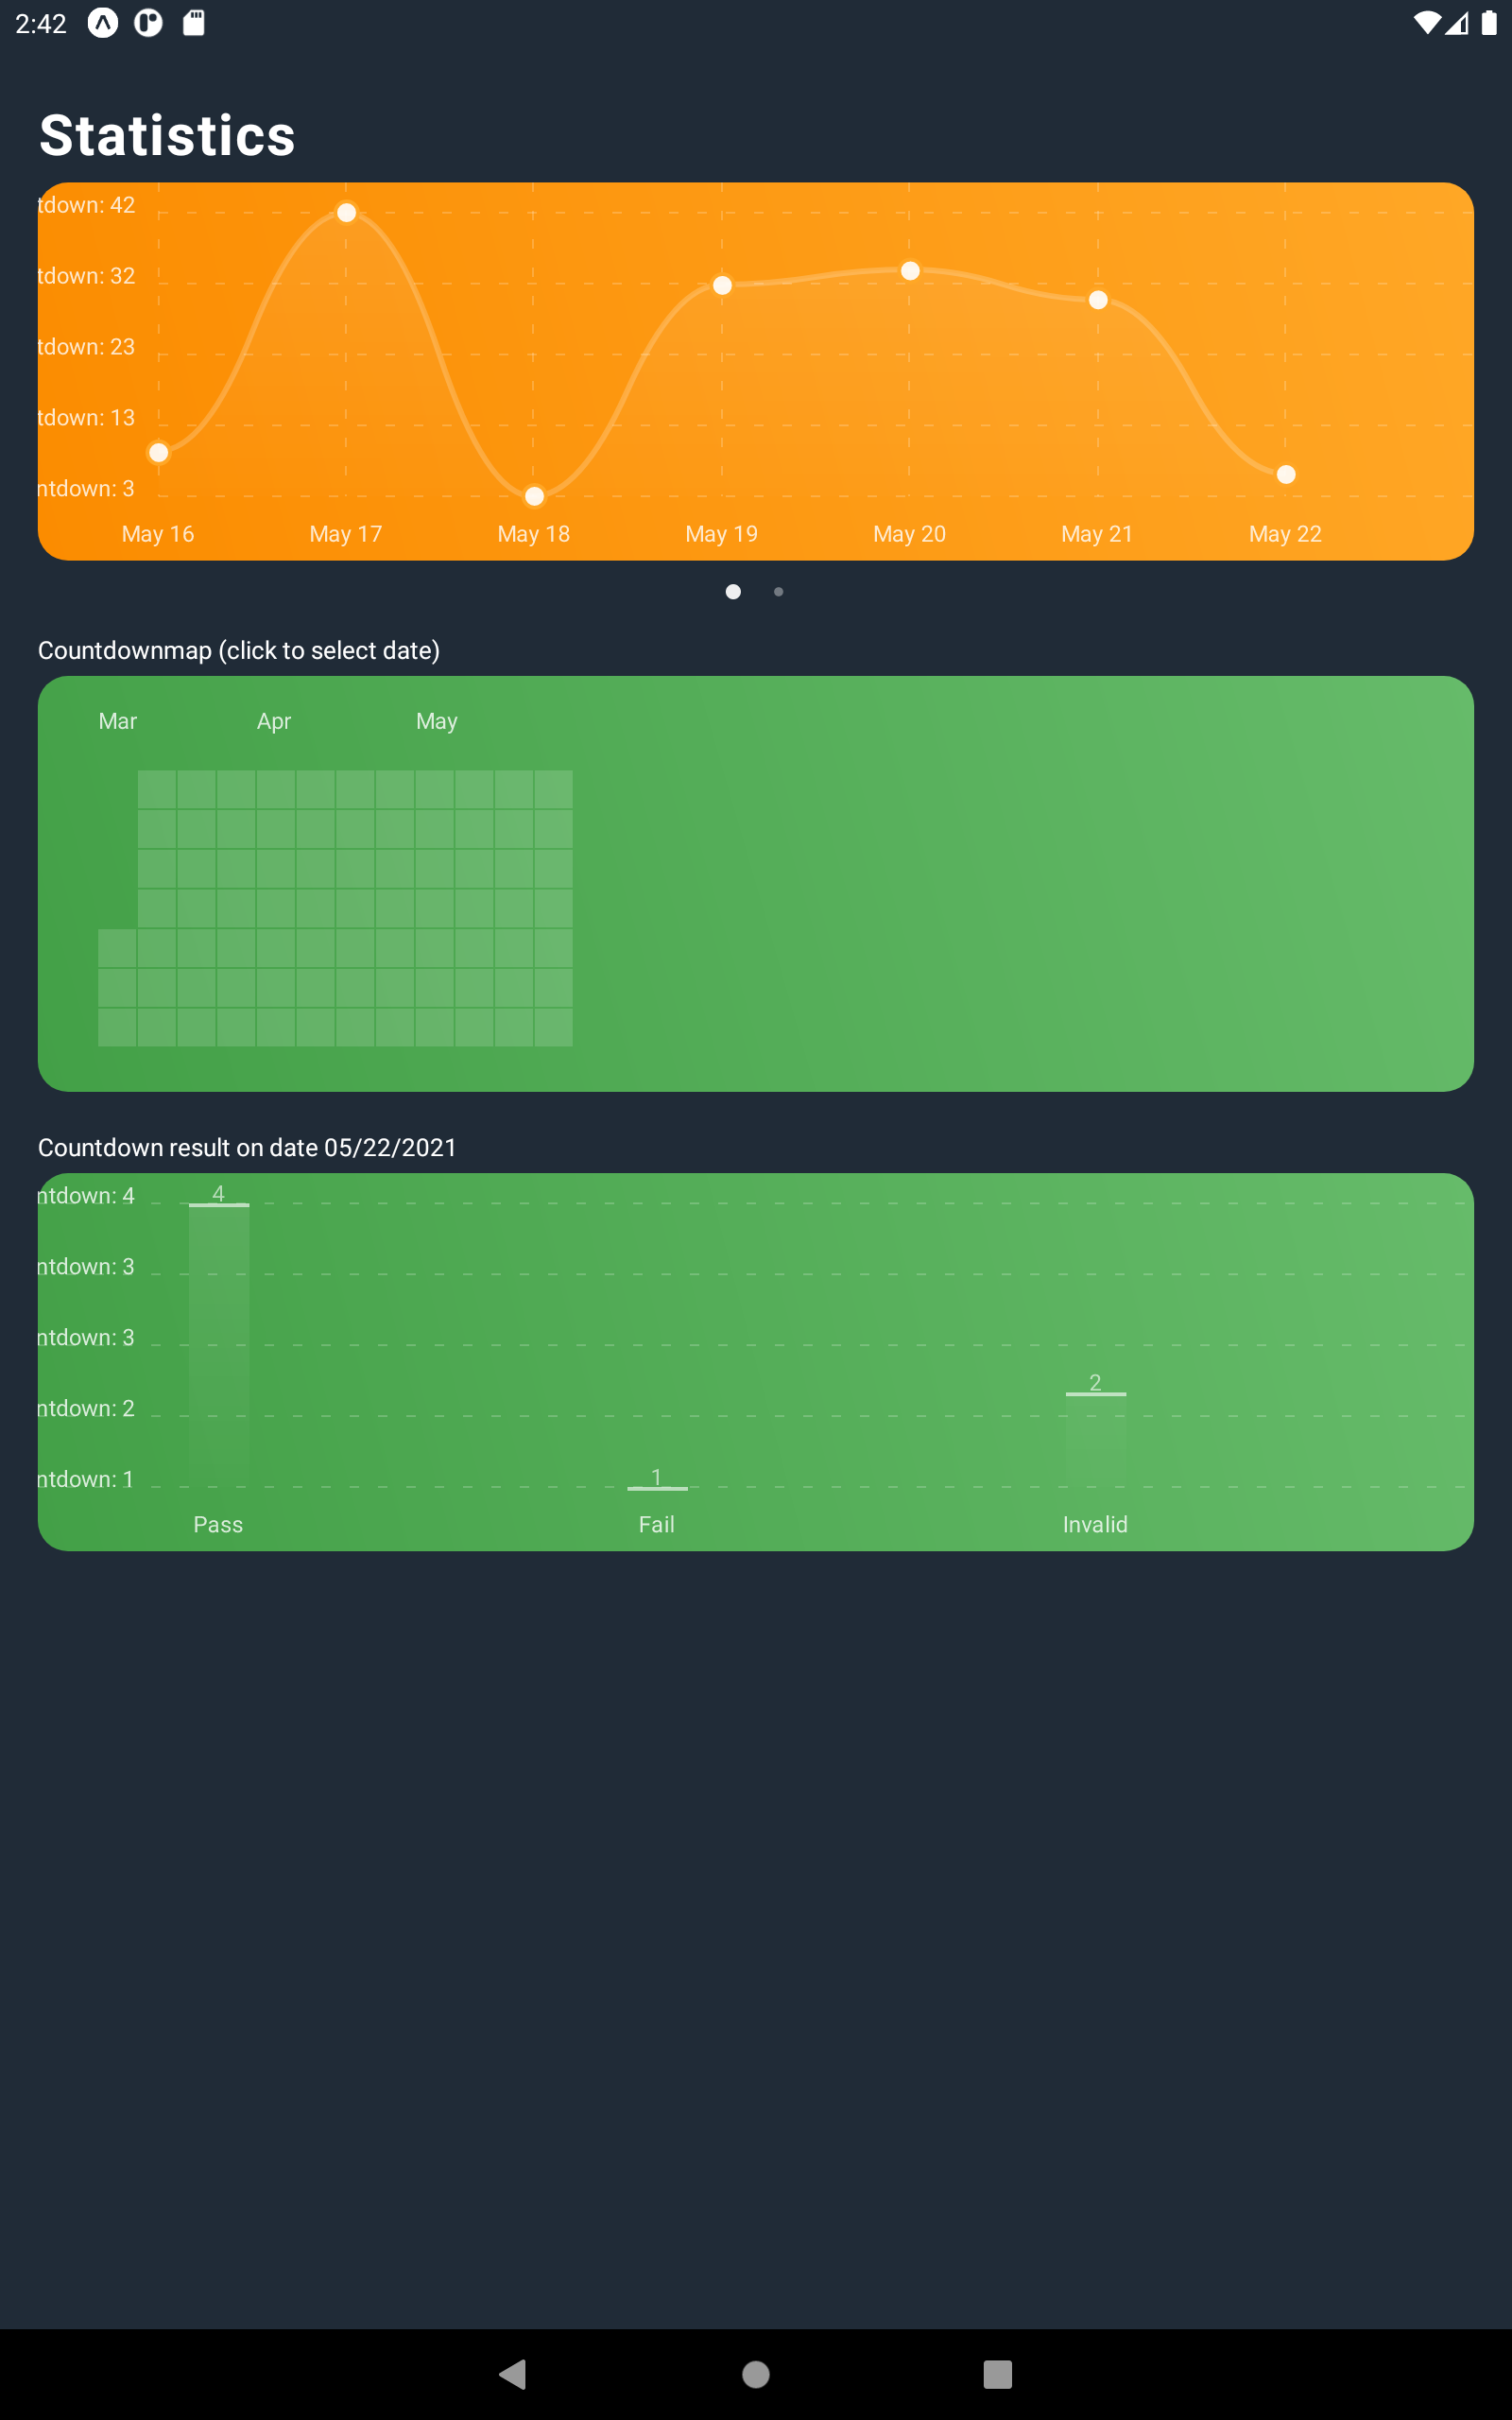 2:42
Statistics
tdown: 42
tdown: 32
tdown: 23
tdown: 13
ntdown: 3
May 16 May 17 May 18 May 19 May 20 May 21 May 22
Countdownmap (click to select date)
Mar Apr May
Countdown result on date 05/22/2021
ntdown: 4
4
ntdown: 3
ntdown: 3
2
ntdown: 2
1
ntdown: 1
Pass Fail Invalid